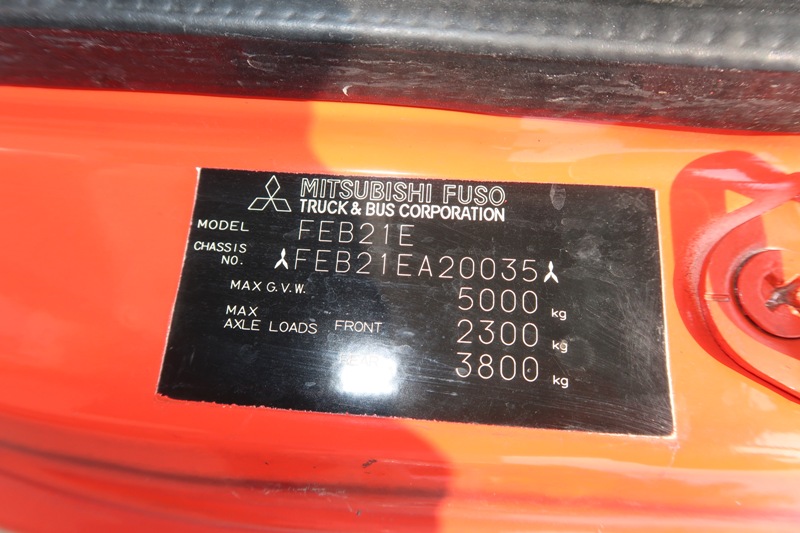 MITSUBISHI FUSO
TRUCK & BUS CORPORATION
MODEL FEB21E
CHASSIS NO. FEB21EA20035
MAX G.V.W. 5000 kg
MAX AXLE LOADS FRONT 2300 kg
REAR 3800 kg